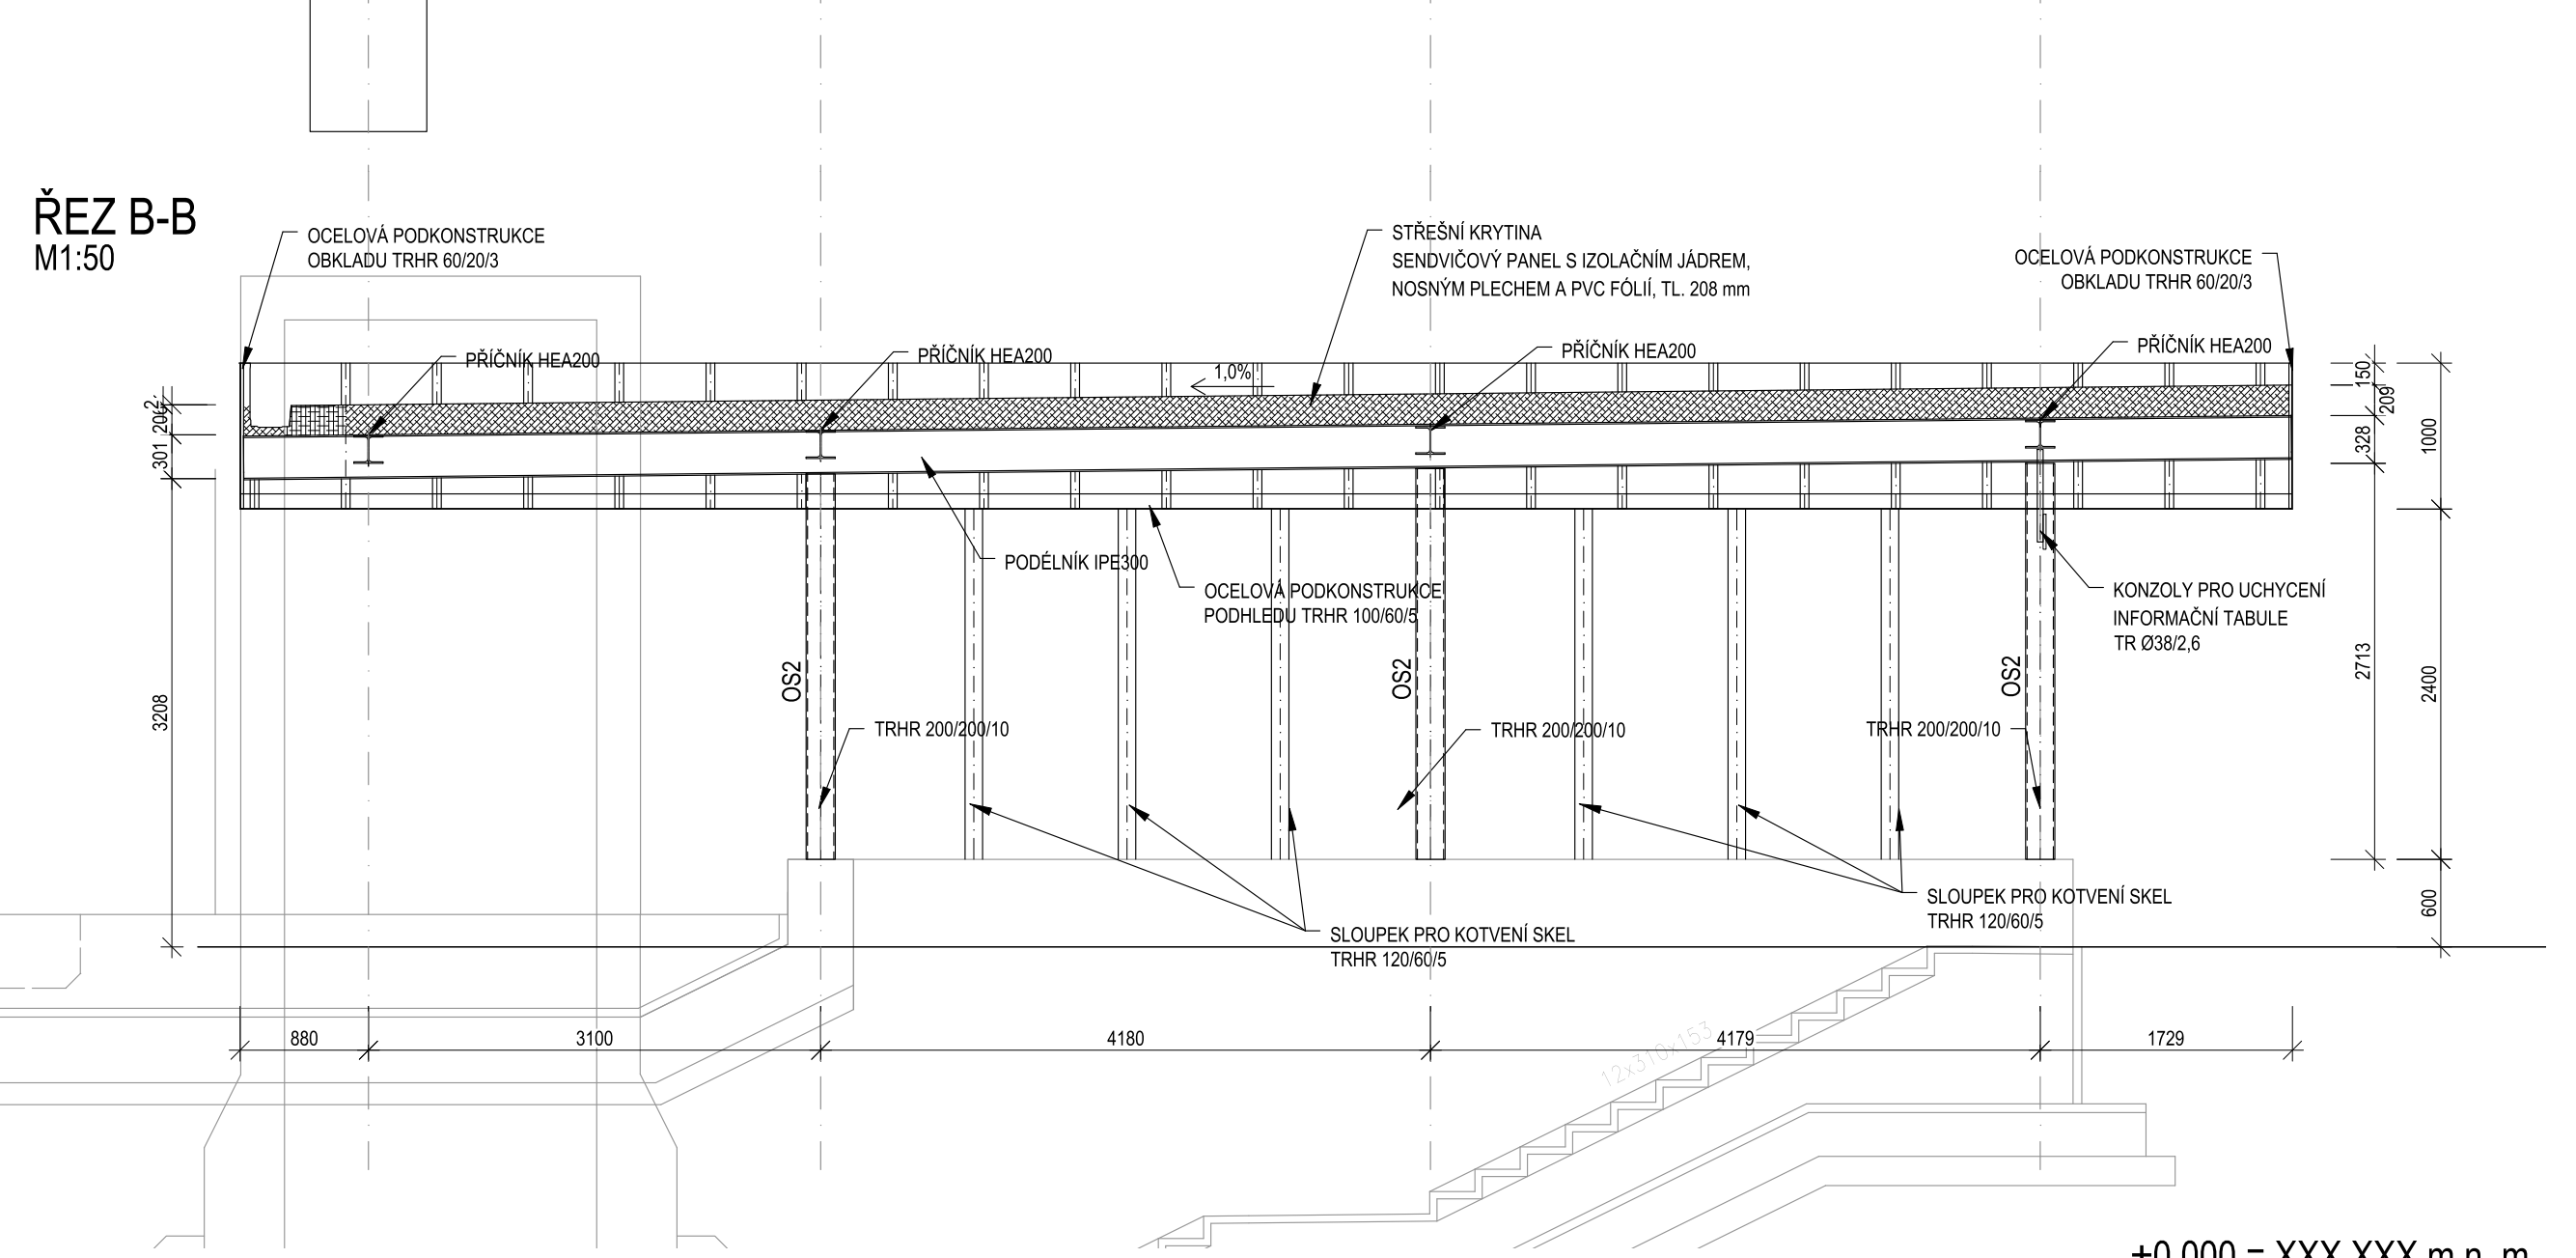 ŘEZ B-B
M1:50
OCELOVÁ PODKONSTRUKCE
OBKLADU TRHR 60/20/3
STŘEŠNÍ KRYTINA
SENDVIČOVÝ PANEL S IZOLAČNÍM JÁDREM,
NOSNÝM PLECHEM A PVC FÓLIÍ, TL. 208 mm
OCELOVÁ PODKONSTRUKCE
OBKLADU TRHR 60/20/3
PŘÍČNÍK HEA200
PŘÍČNÍK HEA200
PŘÍČNÍK HEA200
PŘÍČNÍK HEA200
1,0%
301
3208
150
209
328
1000
2713
2400
600
PODÉLNÍK IPE300
OCELOVÁ PODKONSTRUKCE
PODHLEDU TRHR 100/60/5
KONZOLY PRO UCHYCENÍ
INFORMAČNÍ TABULE
TR Ø38/2,6
OS2
OS2
OS2
TRHR 200/200/10
TRHR 200/200/10
TRHR 200/200/10
SLOUPEK PRO KOTVENÍ SKEL
TRHR 120/60/5
SLOUPEK PRO KOTVENÍ SKEL
TRHR 120/60/5
880
3100
4180
4179
1729
12x310x153
±0,000 = XXX,XXX m n. m.